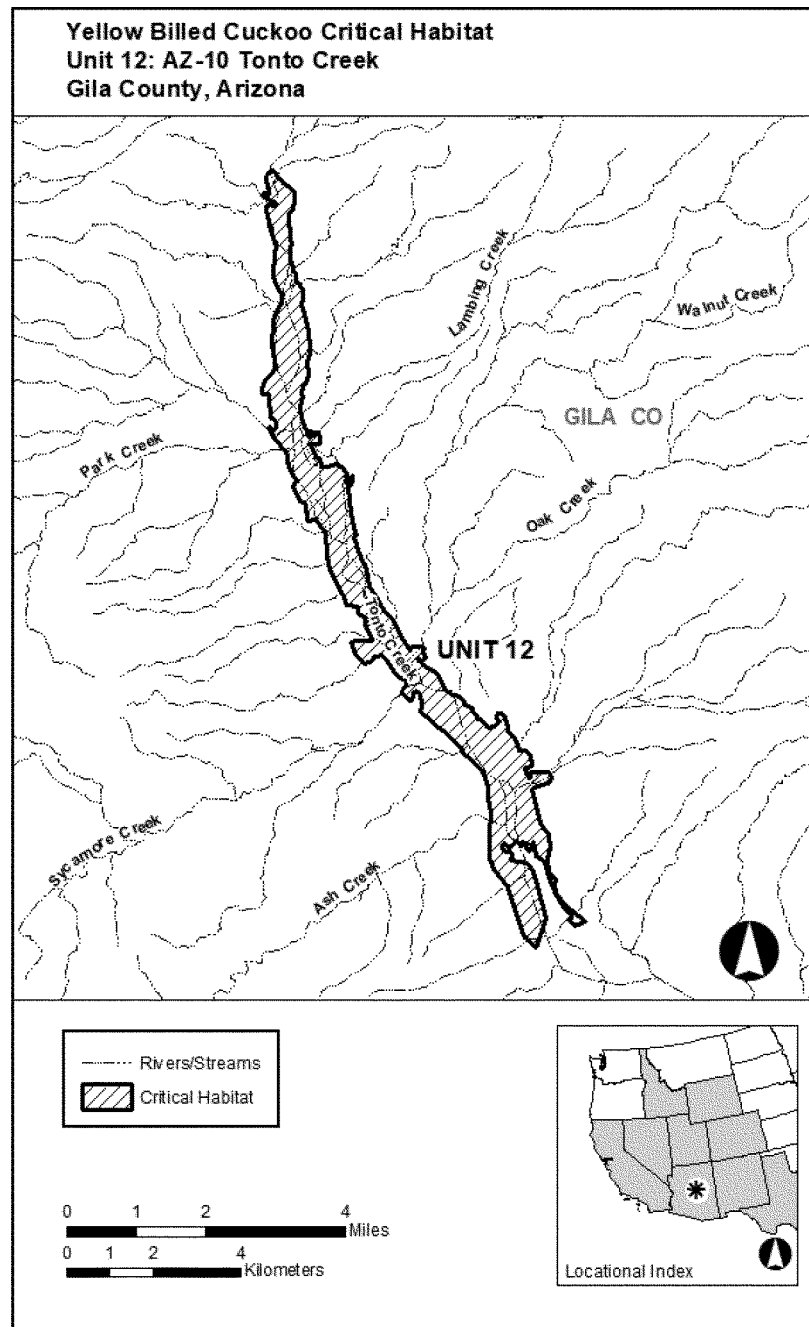 Yellow Billed Cuckoo Critical Habitat
Unit 12: AZ-10 Tonto Creek
Gila County, Arizona
Lambing Creek
Walnut Creek
GILA CO
Park Creek
Oak Creek
Tonto Creek
UNIT 12
Sycamore Creek
Ash Creek
Rivers/Streams
Critical Habitat
0 1 2 4
Miles
0 1 2 4
Kilometers
Locational Index